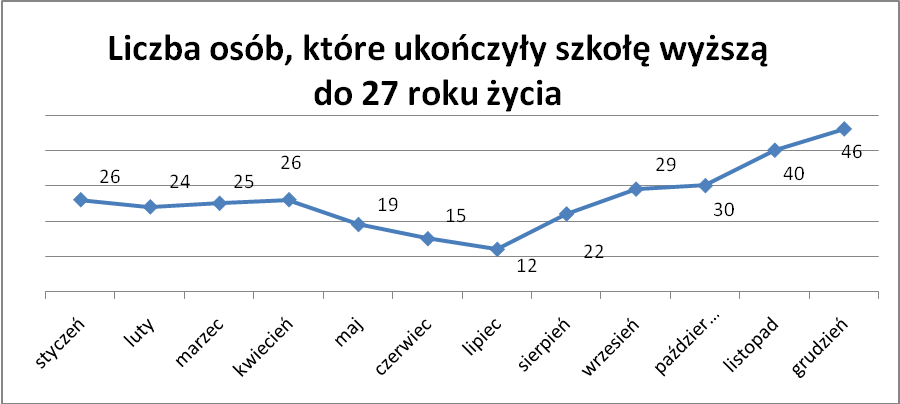 Liczba osób, które ukończyły szkołę wyższą
do 27 roku życia
26
24
25
26
19
15
12
22
29
30
40
46
styczeń
luty
marzec
kwiecień
maj
czerwiec
lipiec
sierpień
wrzesień
paździer...
listopad
grudzień